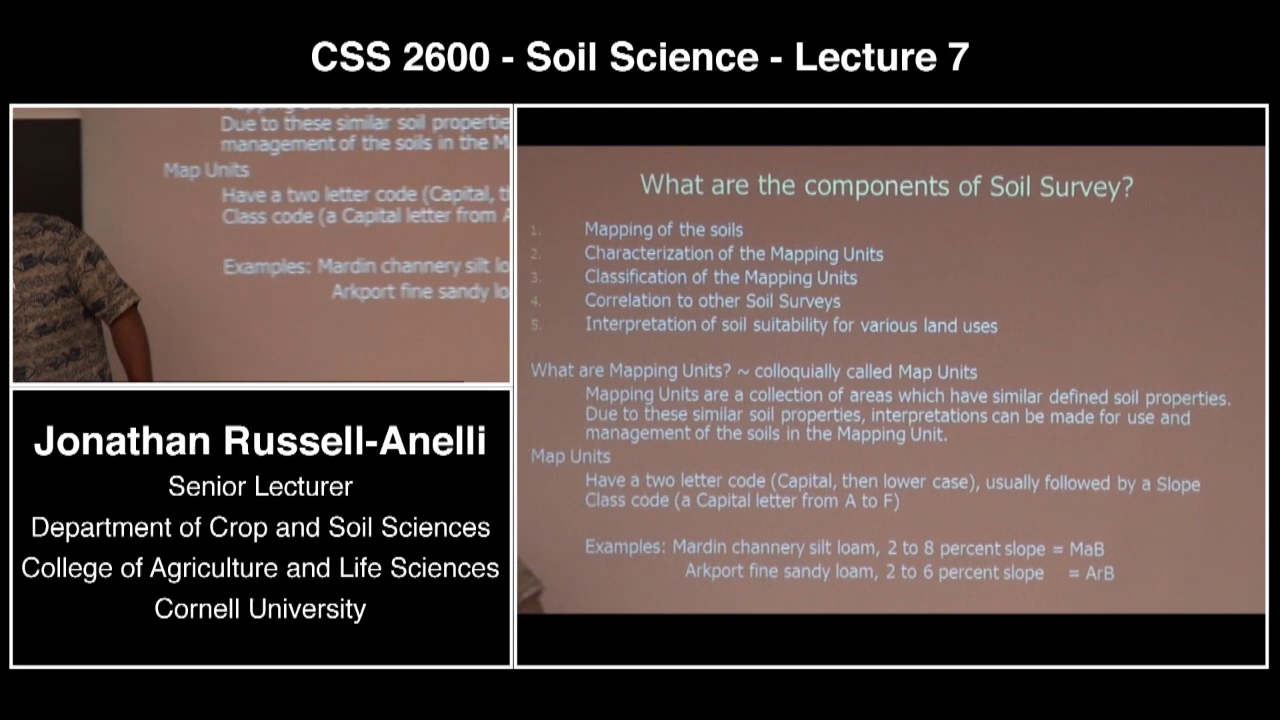 CSS 2600 - Soil Science - Lecture 7
Due to these similar soil propertie
management of the soils in the M
Map Units
Have a two letter code (Capital, t
Class code (a Capital letter from A
Examples: Mardin channery silt lo
Arkport fine sandy lo
Jonathan Russell-Anelli
Senior Lecturer
Department of Crop and Soil Sciences
College of Agriculture and Life Sciences
Cornell University
What are the components of Soil Survey?
1. Mapping of the soils
2. Characterization of the Mapping Units
3. Classification of the Mapping Units
4. Correlation to other Soil Surveys
5. Interpretation of soil suitability for various land uses
What are Mapping Units? ~ colloquially called Map Units
Mapping Units are a collection of areas which have similar defined soil properties.
Due to these similar soil properties, interpretations can be made for use and
management of the soils in the Mapping Unit.
Map Units
Have a two letter code (Capital, then lower case), usually followed by a Slope
Class code (a Capital letter from A to F)
Examples: Mardin channery silt loam, 2 to 8 percent slope = MaB
Arkport fine sandy loam, 2 to 6 percent slope = ArB